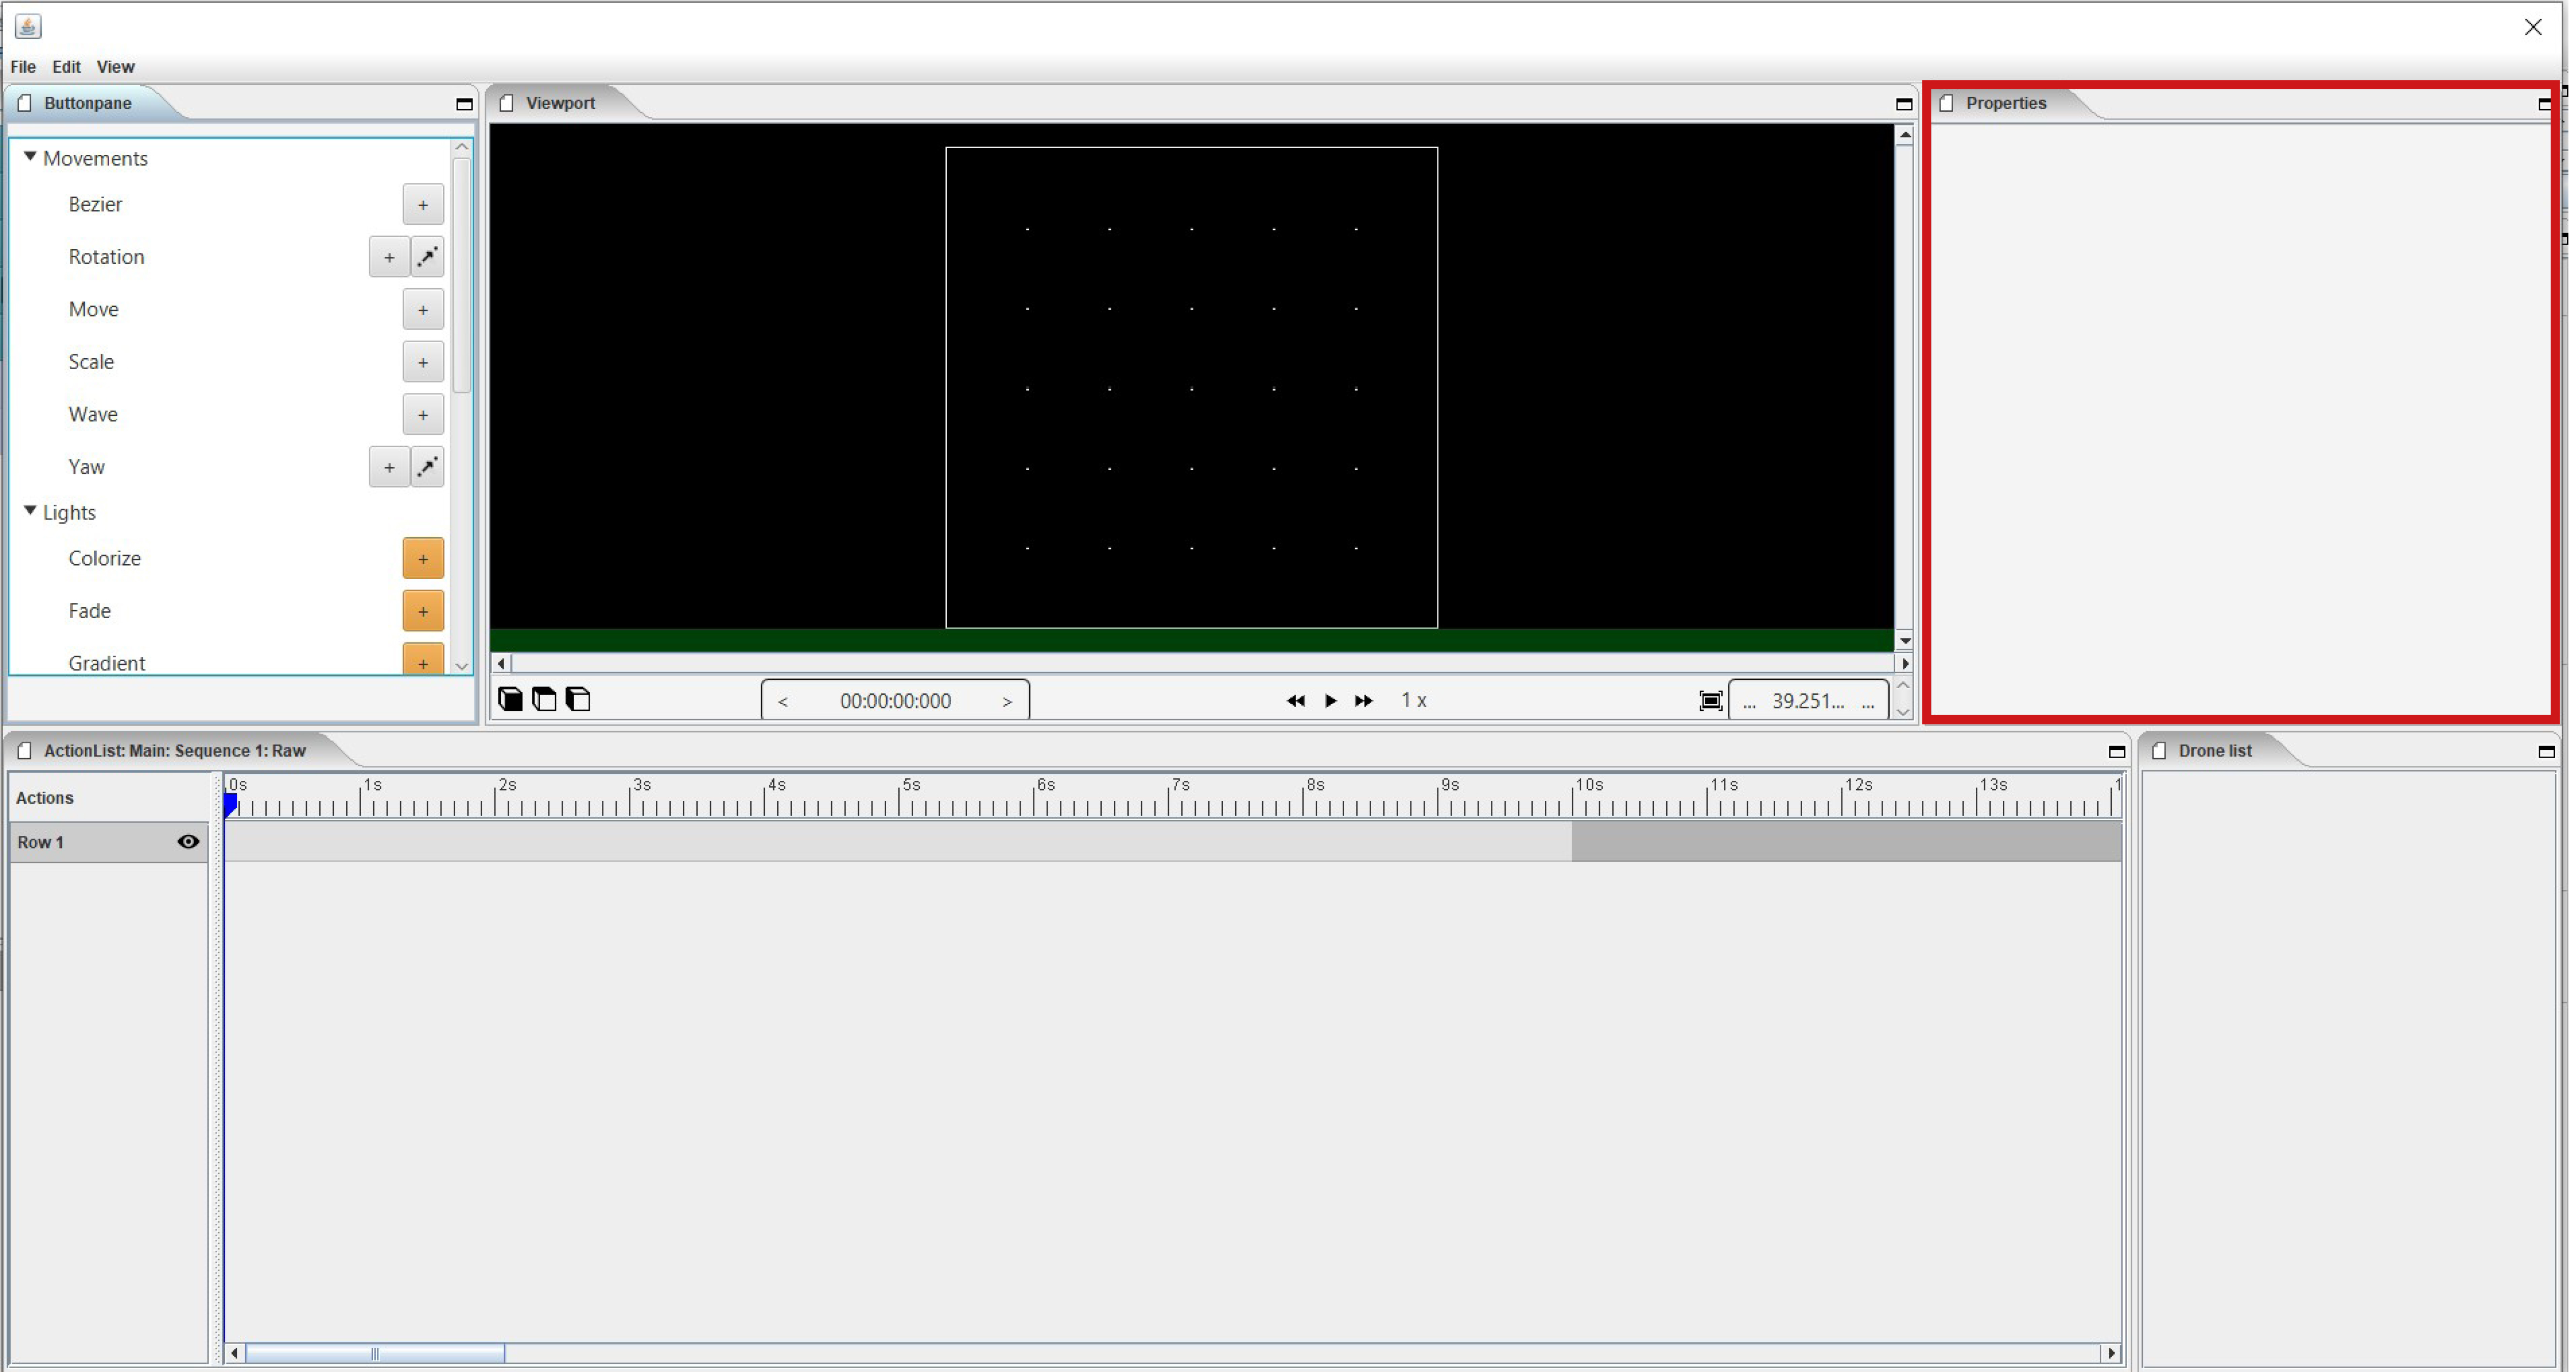 File Edit View
Buttonpane
Movements
Bezier +
Rotation +
Move +
Scale +
Wave +
Yaw +
Lights
Colorize +
Fade +
Gradient +
Viewport
< 00:00:00:000 >
1 x
... 39.251... ...
Properties
ActionList: Main: Sequence 1: Raw
Actions
0s 1s 2s 3s 4s 5s 6s 7s 8s 9s 10s 11s 12s 13s 1
Row 1
Drone list